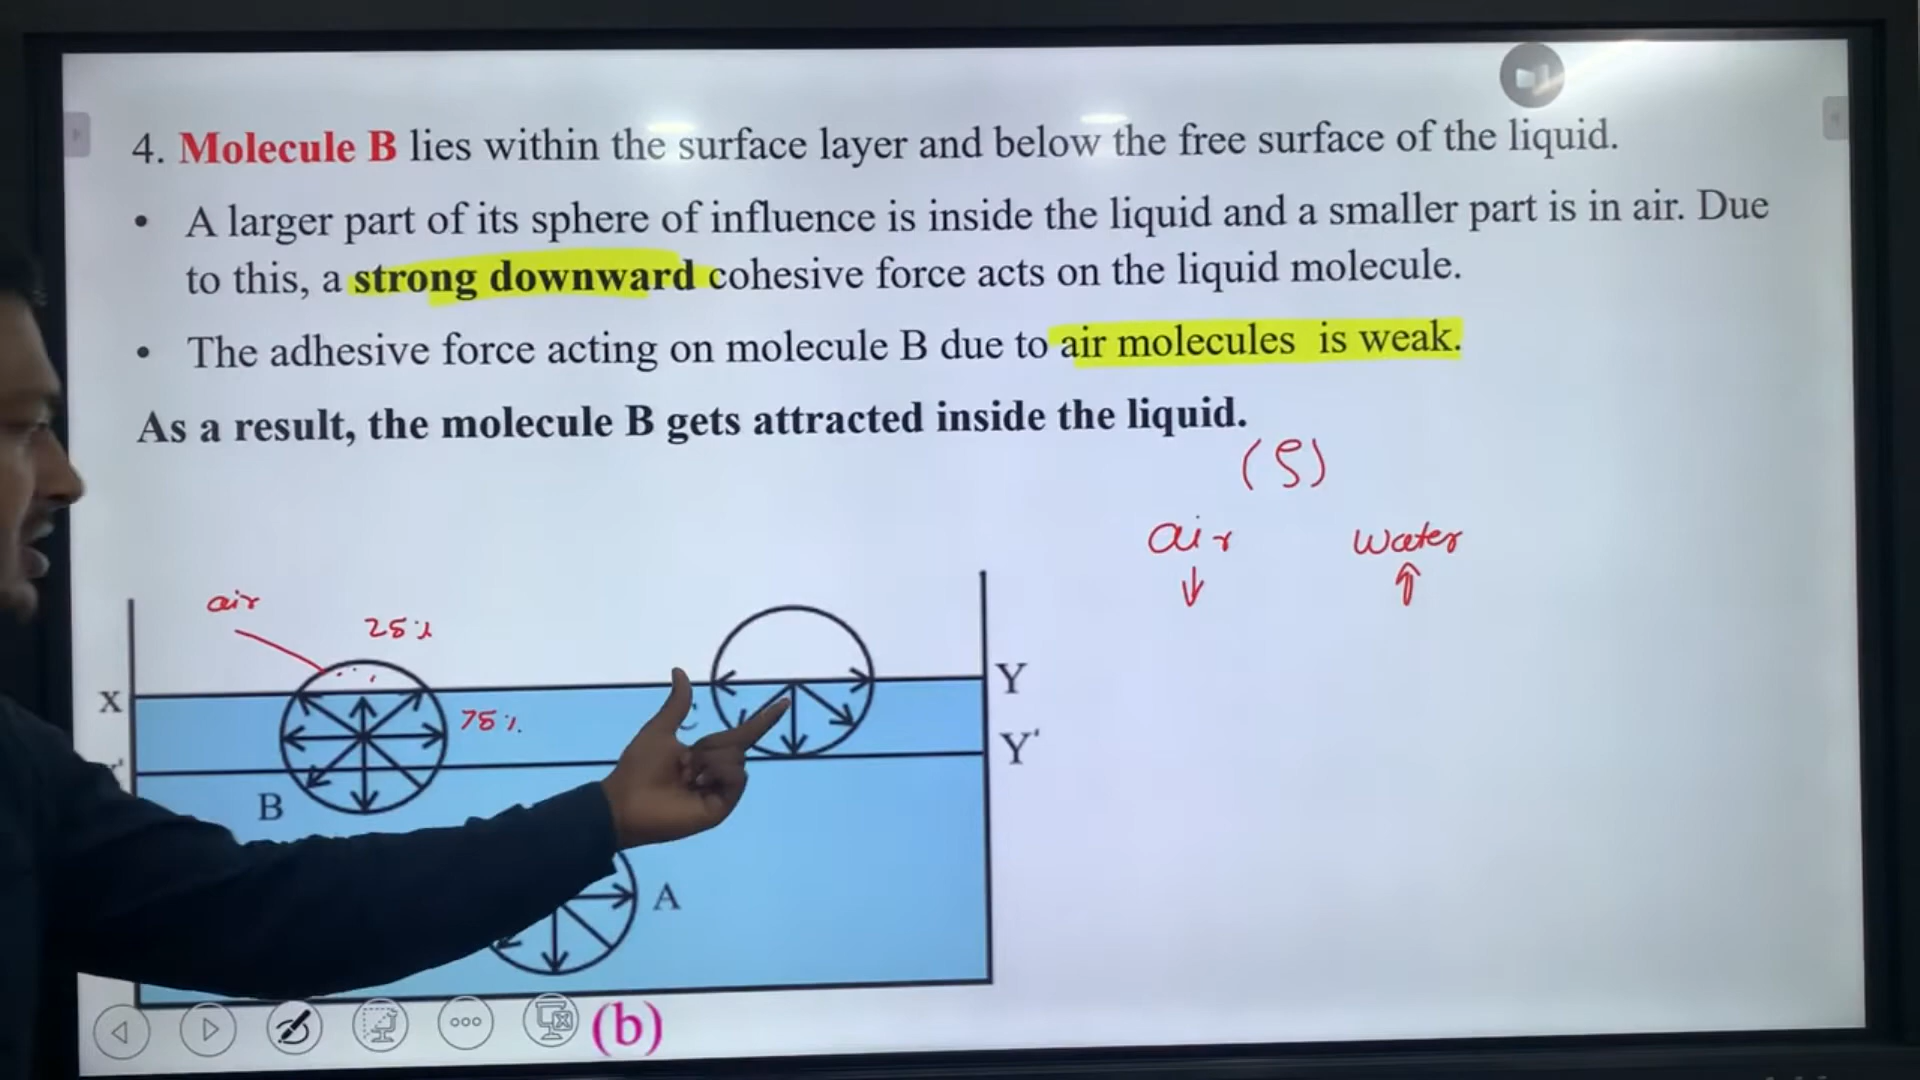 4. Molecule B lies within the surface layer and below the free surface of the liquid.
• A larger part of its sphere of influence is inside the liquid and a smaller part is in air. Due
to this, a strong downward cohesive force acts on the liquid molecule.
• The adhesive force acting on molecule B due to air molecules is weak.
As a result, the molecule B gets attracted inside the liquid.
(ρ)
air water
↓ ⇑
air
25%
X
75%
C
Y
Y'
B
A
(b)